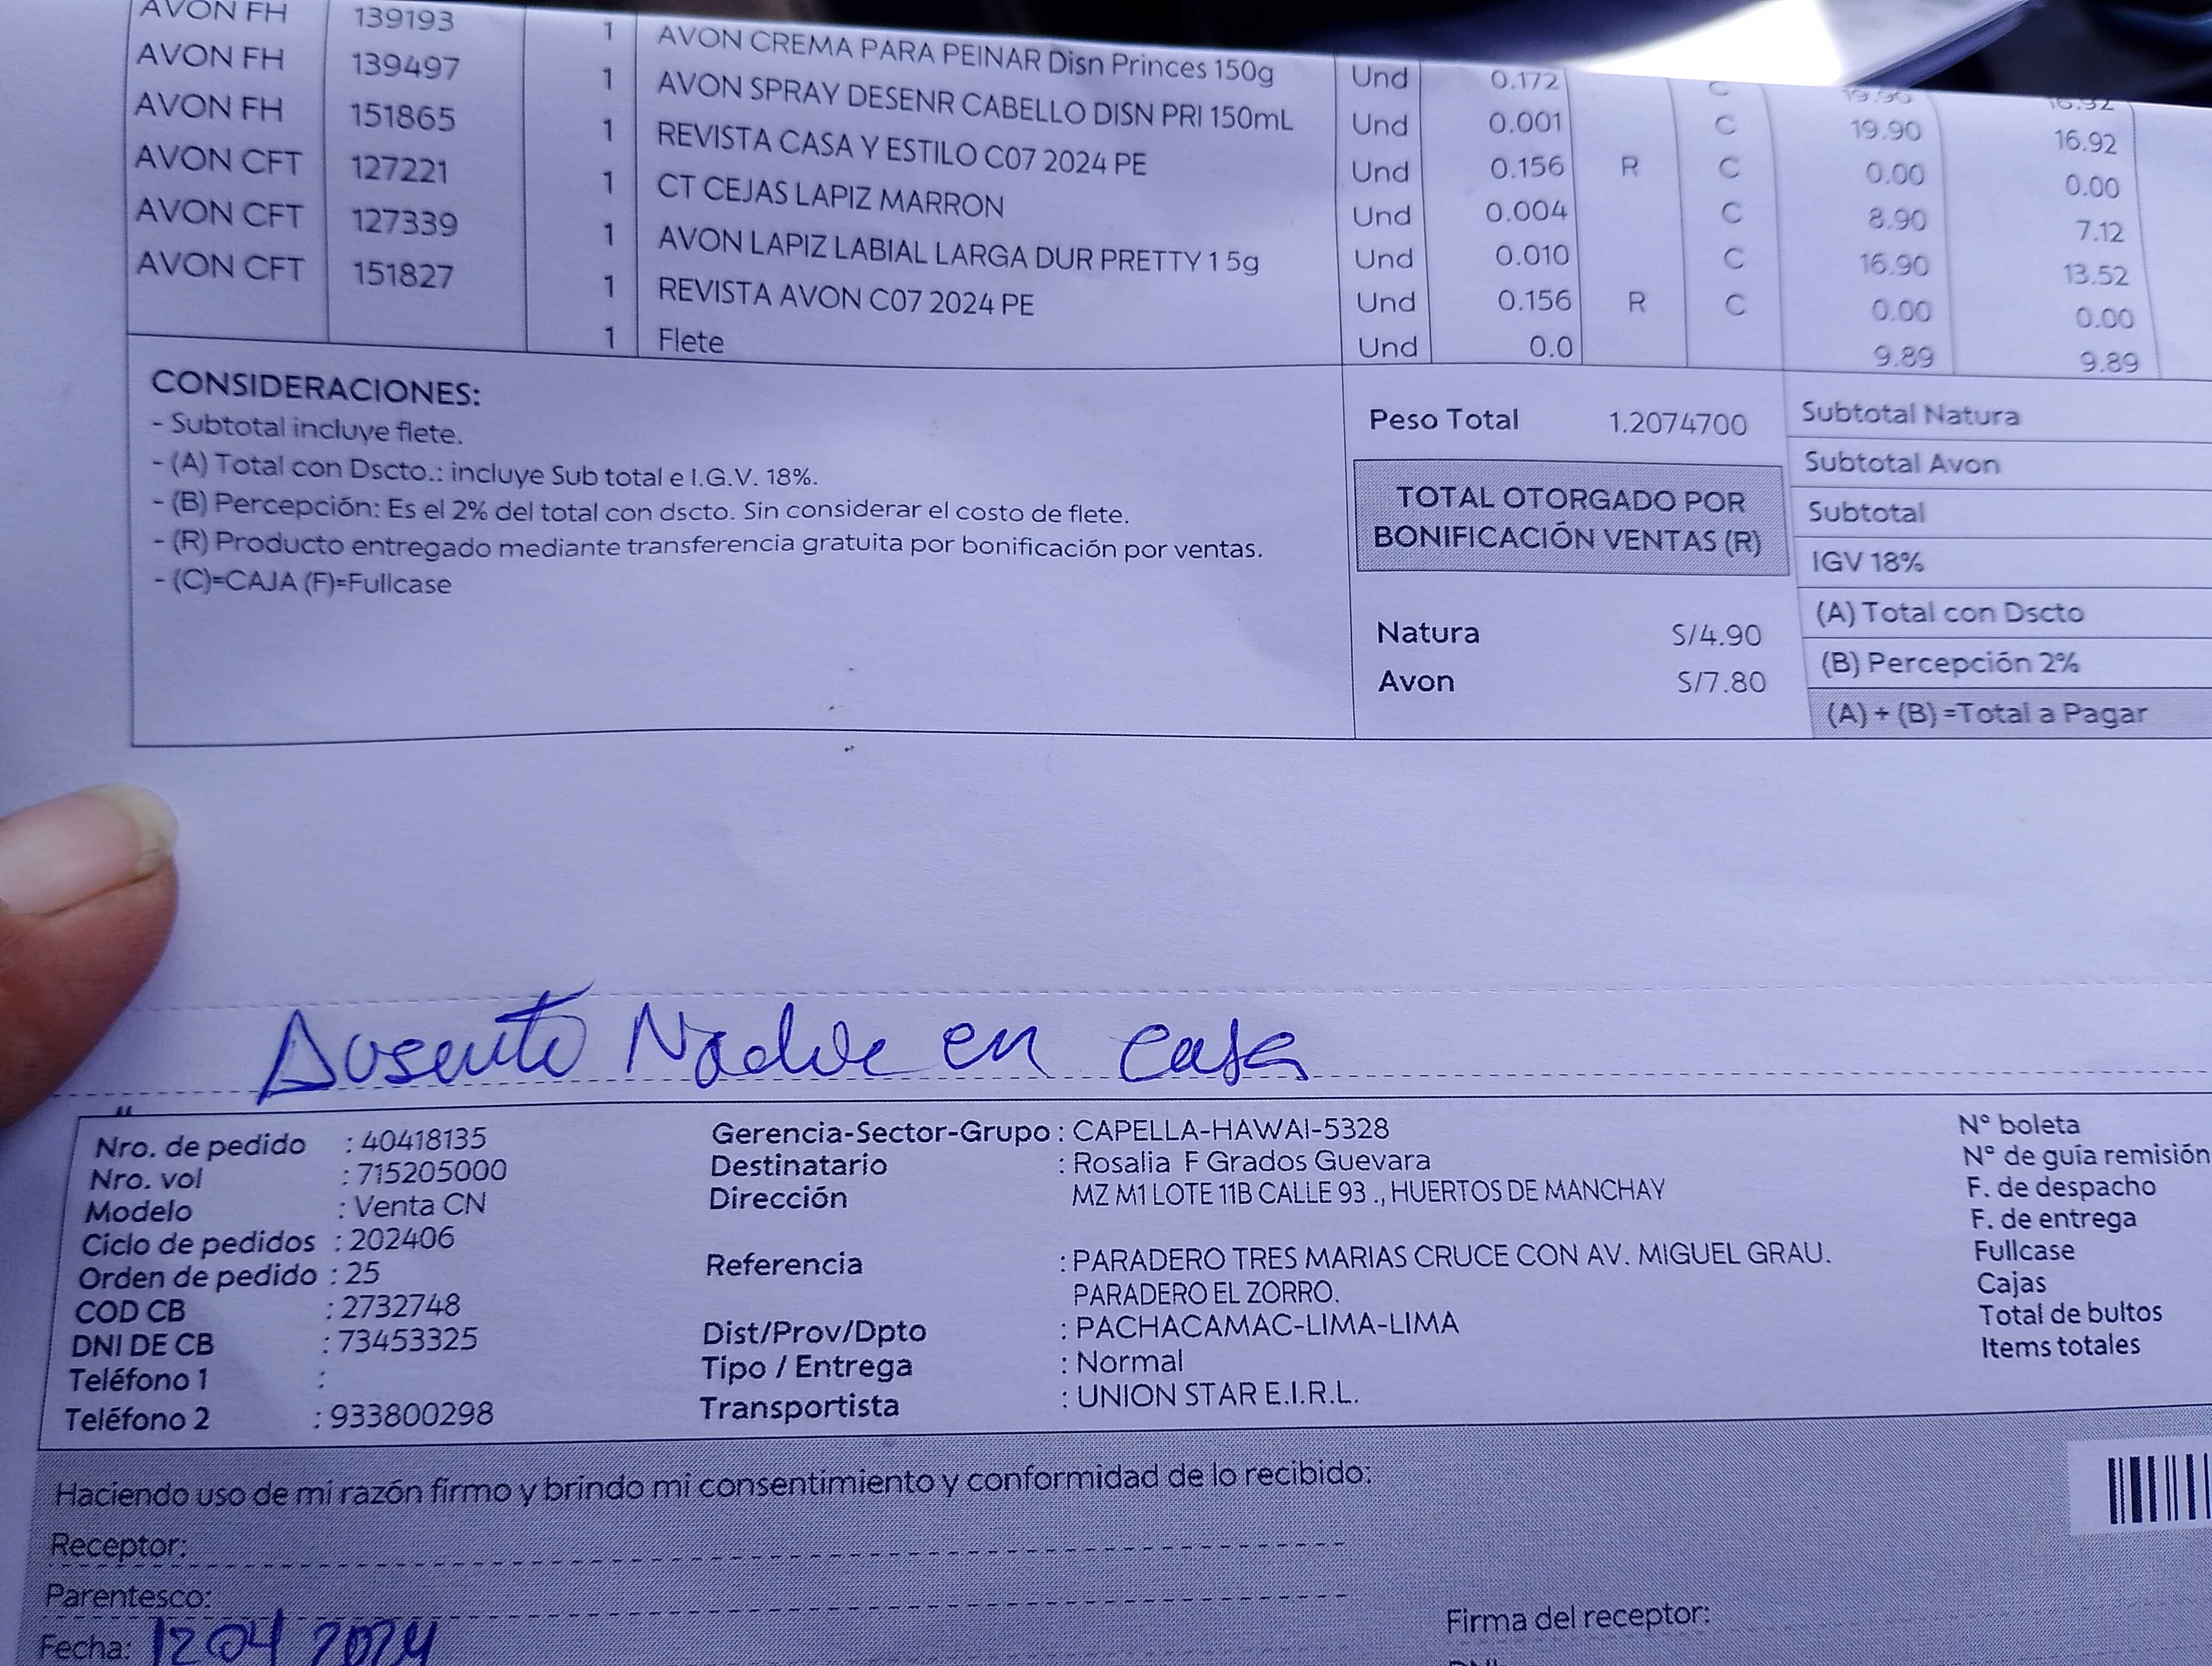 AVON FH 139193 1 AVON CREMA PARA PEINAR Disn Princes 150g Und 0.172 C 19.90 16.92
AVON FH 139497 1 AVON SPRAY DESENR CABELLO DISN PRI 150mL Und 0.001 C 19.90 16.92
AVON FH 151865 1 REVISTA CASA Y ESTILO C07 2024 PE Und 0.156 R C 0.00 0.00
AVON CFT 127221 1 CT CEJAS LAPIZ MARRON Und 0.004 C 8.90 7.12
AVON CFT 127339 1 AVON LAPIZ LABIAL LARGA DUR PRETTY 1 5g Und 0.010 C 16.90 13.52
AVON CFT 151827 1 REVISTA AVON C07 2024 PE Und 0.156 R C 0.00 0.00
1 Flete Und 0.0 9.89 9.89
CONSIDERACIONES:
- Subtotal incluye flete.
- (A) Total con Dscto.: incluye Sub total e I.G.V. 18%.
- (B) Percepción: Es el 2% del total con dscto. Sin considerar el costo de flete.
- (R) Producto entregado mediante transferencia gratuita por bonificación por ventas.
- (C)=CAJA (F)=Fullcase
Peso Total 1.2074700
TOTAL OTORGADO POR
BONIFICACIÓN VENTAS (R)
Natura S/4.90
Avon S/7.80
Subtotal Natura
Subtotal Avon
Subtotal
IGV 18%
(A) Total con Dscto
(B) Percepción 2%
(A) + (B) =Total a Pagar
Ausente Nadie en casa
Nro. de pedido : 40418135
Nro. vol : 715205000
Modelo : Venta CN
Ciclo de pedidos : 202406
Orden de pedido : 25
COD CB : 2732748
DNI DE CB : 73453325
Teléfono 1 :
Teléfono 2 : 933800298
Gerencia-Sector-Grupo : CAPELLA-HAWAI-5328
Destinatario : Rosalia F Grados Guevara
Dirección MZ M1 LOTE 11B CALLE 93 ., HUERTOS DE MANCHAY
Referencia : PARADERO TRES MARIAS CRUCE CON AV. MIGUEL GRAU.
PARADERO EL ZORRO.
Dist/Prov/Dpto : PACHACAMAC-LIMA-LIMA
Tipo / Entrega : Normal
Transportista : UNION STAR E.I.R.L.
N° boleta
N° de guía remisión
F. de despacho
F. de entrega
Fullcase
Cajas
Total de bultos
Items totales
Haciendo uso de mi razón firmo y brindo mi consentimiento y conformidad de lo recibido:
Receptor:
Parentesco:
Fecha: 12 04 2024
Firma del receptor: